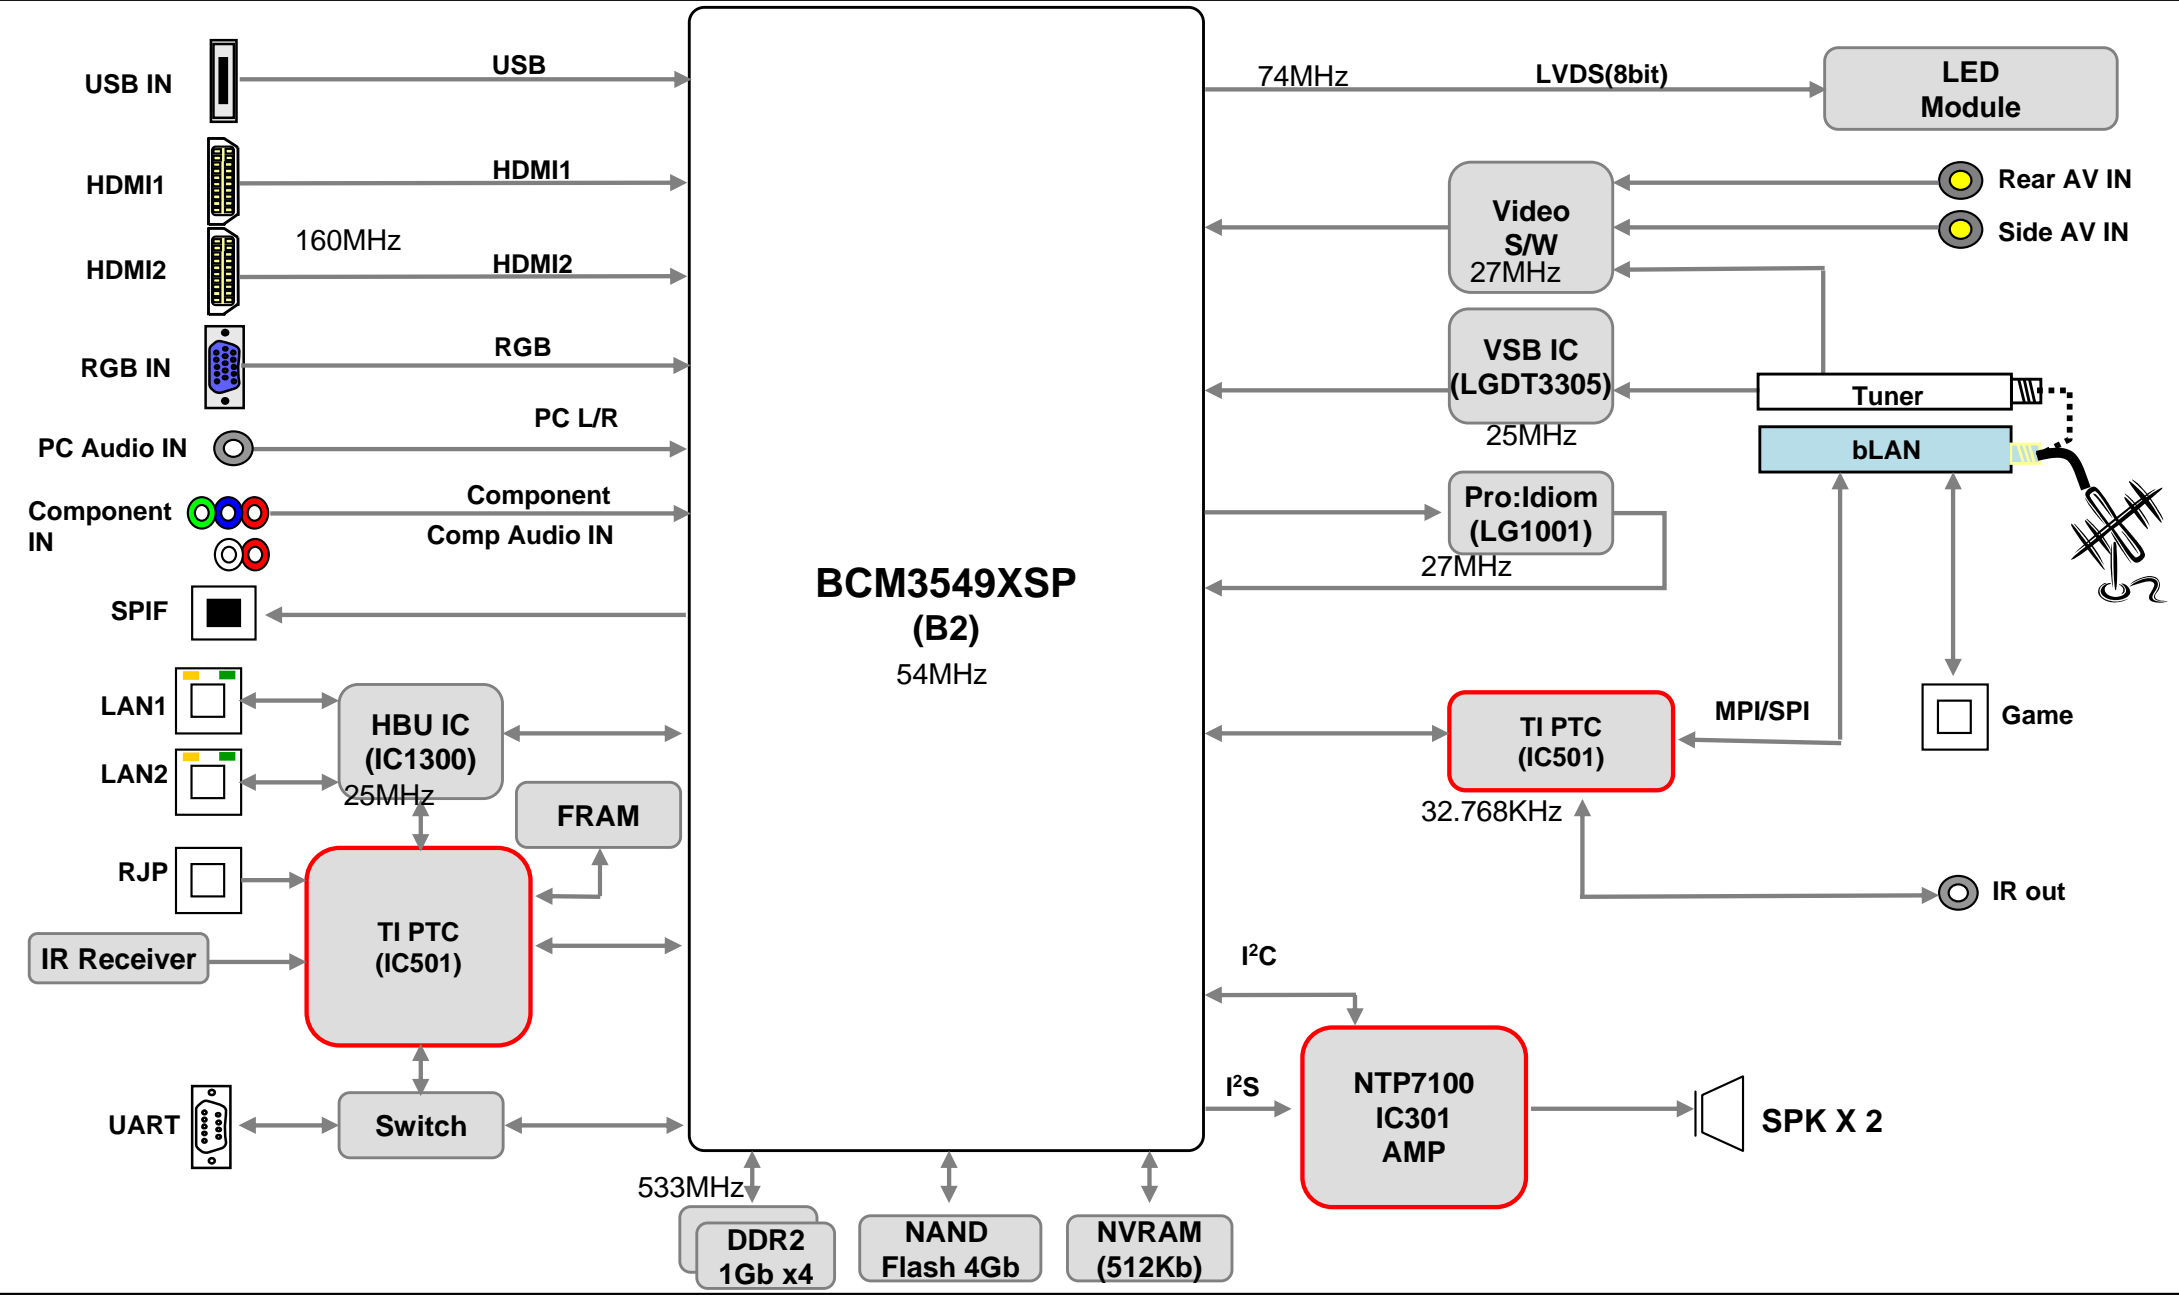 USB IN
USB
HDMI1
HDMI1
160MHz
HDMI2
HDMI2
RGB IN
RGB
PC L/R
PC Audio IN
Component
IN
Component
Comp Audio IN
SPIF
LAN1
LAN2
HBU IC
(IC1300)
25MHz
FRAM
RJP
IR Receiver
TI PTC
(IC501)
UART
Switch
BCM3549XSP
(B2)
54MHz
533MHz
DDR2
1Gb x4
NAND
Flash 4Gb
NVRAM
(512Kb)
74MHz
LVDS(8bit)
LED
Module
Video
S/W
27MHz
Rear AV IN
Side AV IN
VSB IC
(LGDT3305)
25MHz
Tuner
bLAN
Pro:Idiom
(LG1001)
27MHz
TI PTC
(IC501)
MPI/SPI
32.768KHz
Game
IR out
I²C
I²S
NTP7100
IC301
AMP
SPK X 2